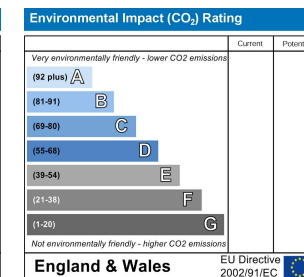 Environmental Impact (CO₂) Rating
Current Potent
Very environmentally friendly - lower CO2 emissions
(92 plus) A
(81-91) B
(69-80) C
(55-68) D
(39-54) E
(21-38) F
(1-20) G
Not environmentally friendly - higher CO2 emissions
England & Wales
EU Directive
2002/91/EC